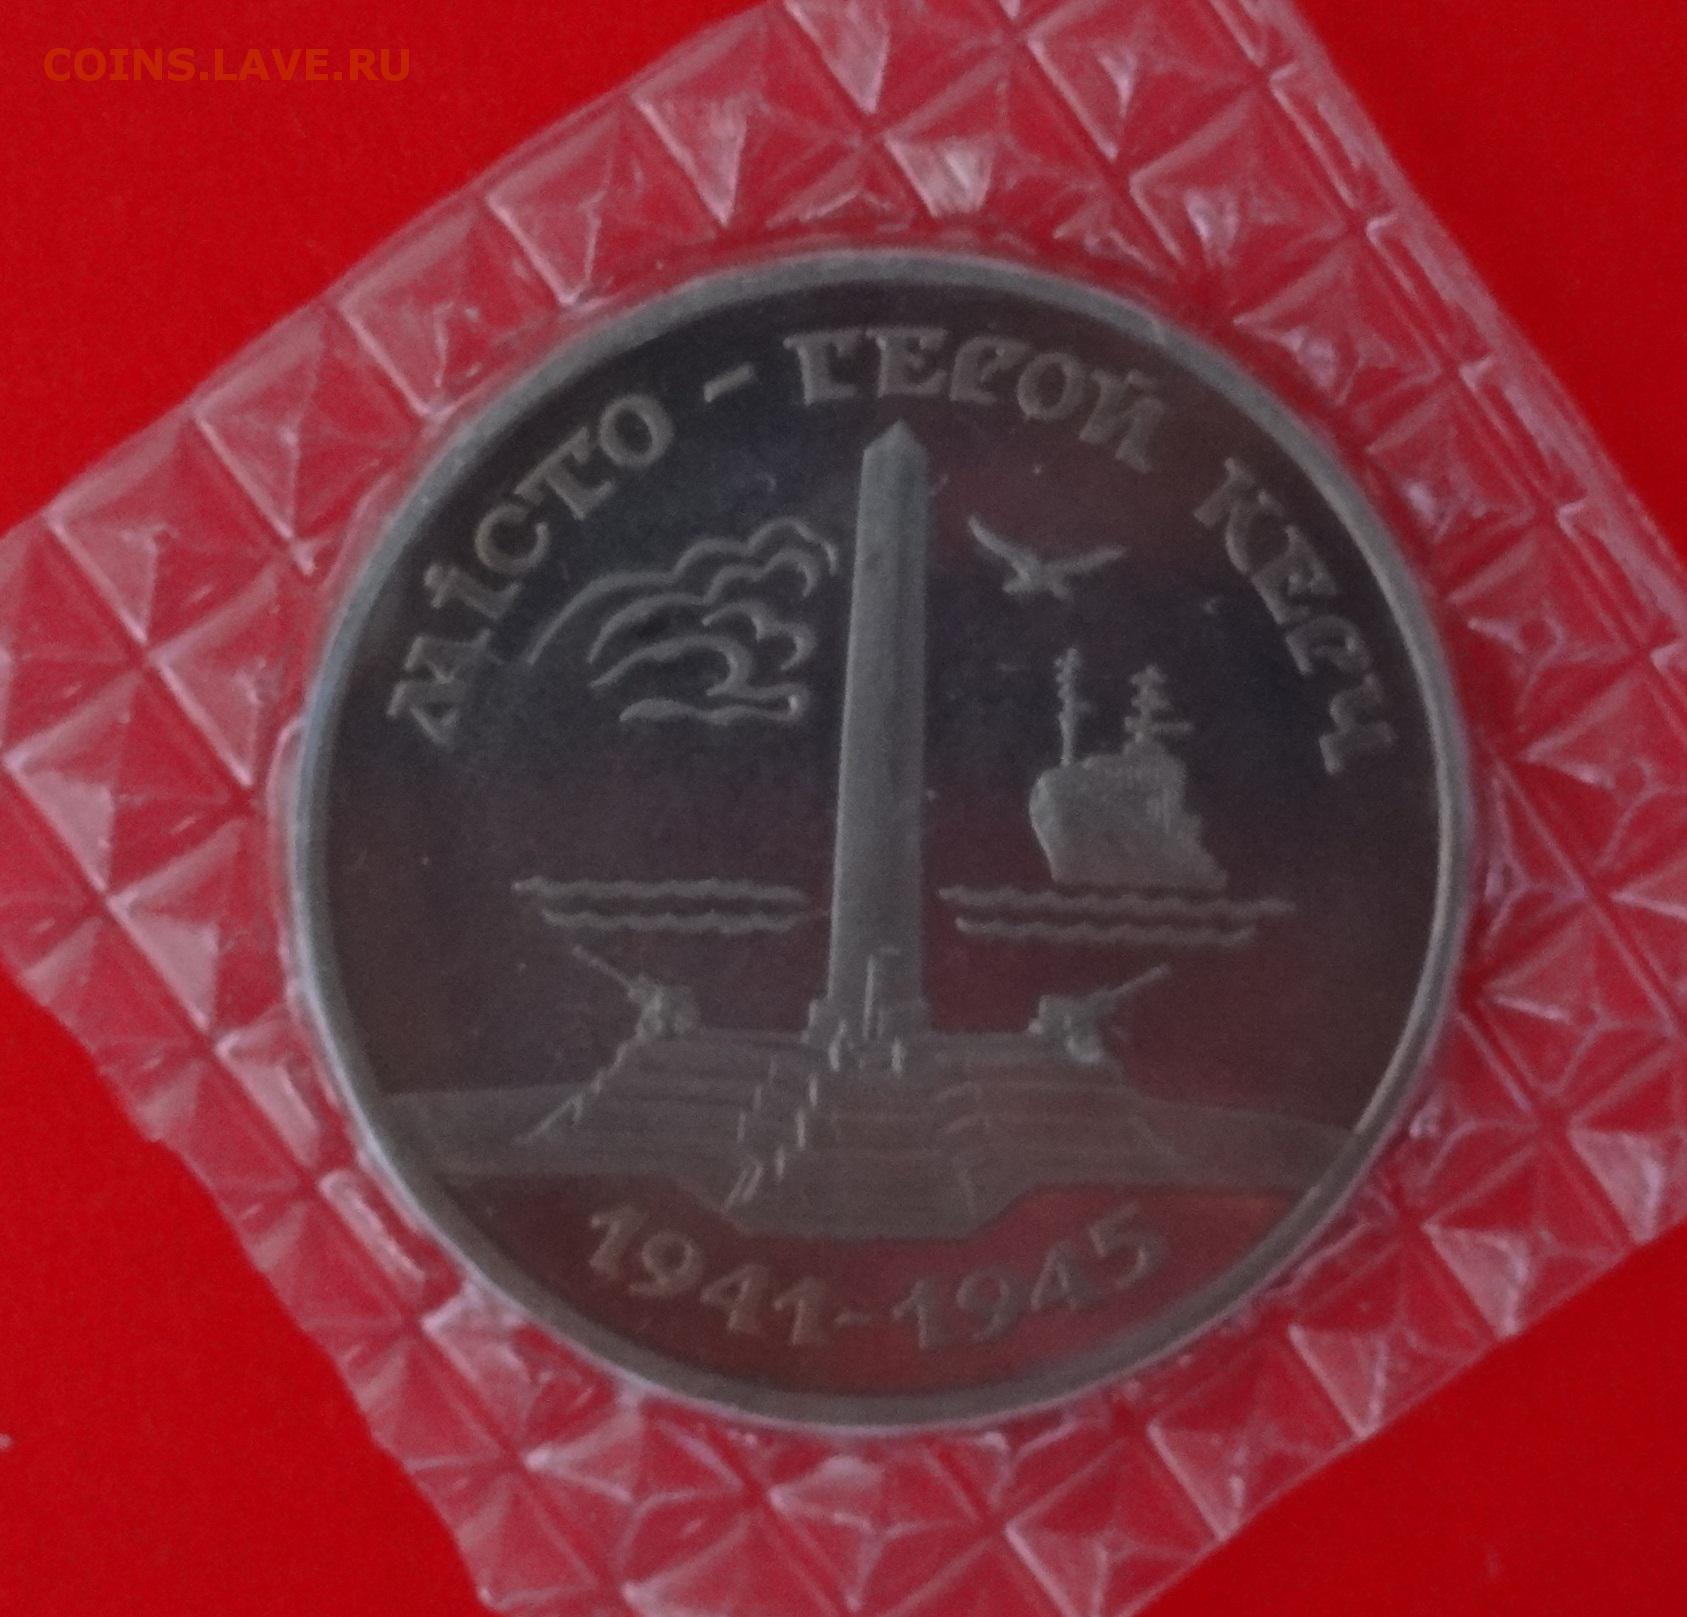 COINS.LAVE.RU
МІСТО - ГЕРОЙ КЕРЧ
1941-1945